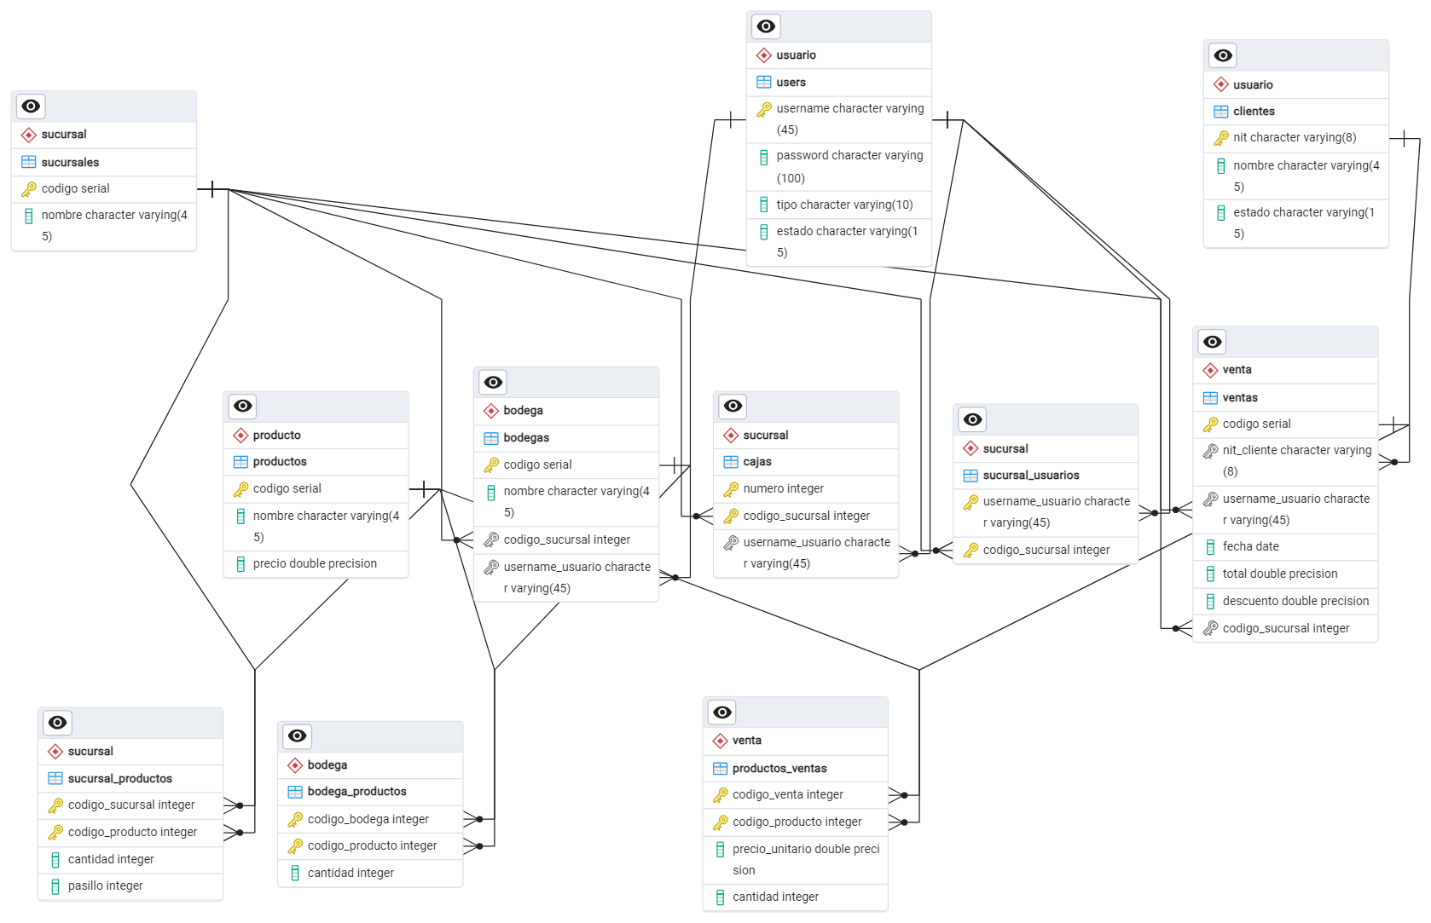 usuario
users
username character varying
(45)
password character varying
(100)
tipo character varying(10)
estado character varying(1
5)
usuario
clientes
nit character varying(8)
nombre character varying(4
5)
estado character varying(1
5)
sucursal
sucursales
codigo serial
nombre character varying(4
5)
producto
productos
codigo serial
nombre character varying(4
5)
precio double precision
bodega
bodegas
codigo serial
nombre character varying(4
5)
codigo_sucursal integer
username_usuario characte
r varying(45)
sucursal
cajas
numero integer
codigo_sucursal integer
username_usuario characte
r varying(45)
sucursal
sucursal_usuarios
username_usuario characte
r varying(45)
codigo_sucursal integer
venta
ventas
codigo serial
nit_cliente character varying
(8)
username_usuario characte
r varying(45)
fecha date
total double precision
descuento double precision
codigo_sucursal integer
sucursal
sucursal_productos
codigo_sucursal integer
codigo_producto integer
cantidad integer
pasillo integer
bodega
bodega_productos
codigo_bodega integer
codigo_producto integer
cantidad integer
venta
productos_ventas
codigo_venta integer
codigo_producto integer
precio_unitario double preci
sion
cantidad integer